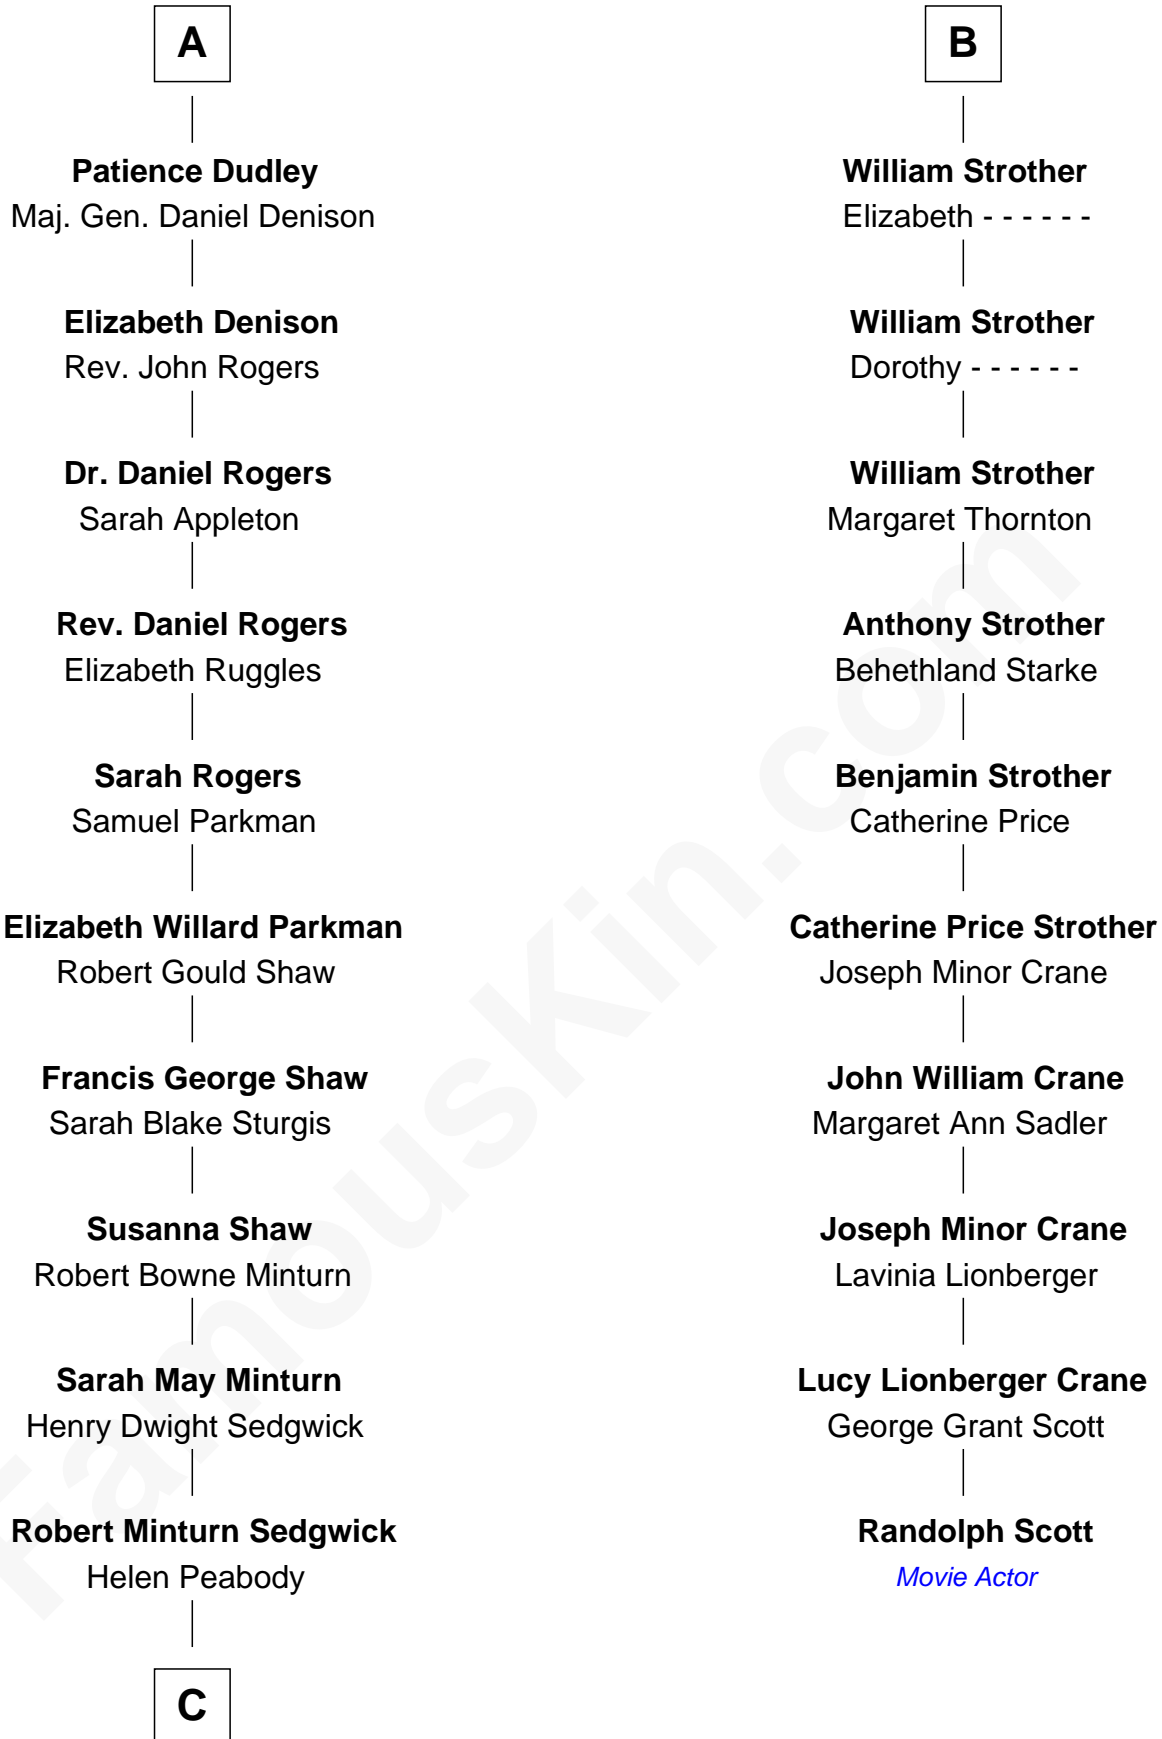 A
Patience Dudley
Maj. Gen. Daniel Denison
Elizabeth Denison
Rev. John Rogers
Dr. Daniel Rogers
Sarah Appleton
Rev. Daniel Rogers
Elizabeth Ruggles
Sarah Rogers
Samuel Parkman
Elizabeth Willard Parkman
Robert Gould Shaw
Francis George Shaw
Sarah Blake Sturgis
Susanna Shaw
Robert Bowne Minturn
Sarah May Minturn
Henry Dwight Sedgwick
Robert Minturn Sedgwick
Helen Peabody
C
B
William Strother
Elizabeth - - - - - -
William Strother
Dorothy - - - - - -
William Strother
Margaret Thornton
Anthony Strother
Behethland Starke
Benjamin Strother
Catherine Price
Catherine Price Strother
Joseph Minor Crane
John William Crane
Margaret Ann Sadler
Joseph Minor Crane
Lavinia Lionberger
Lucy Lionberger Crane
George Grant Scott
Randolph Scott
Movie Actor
FamousKin.com